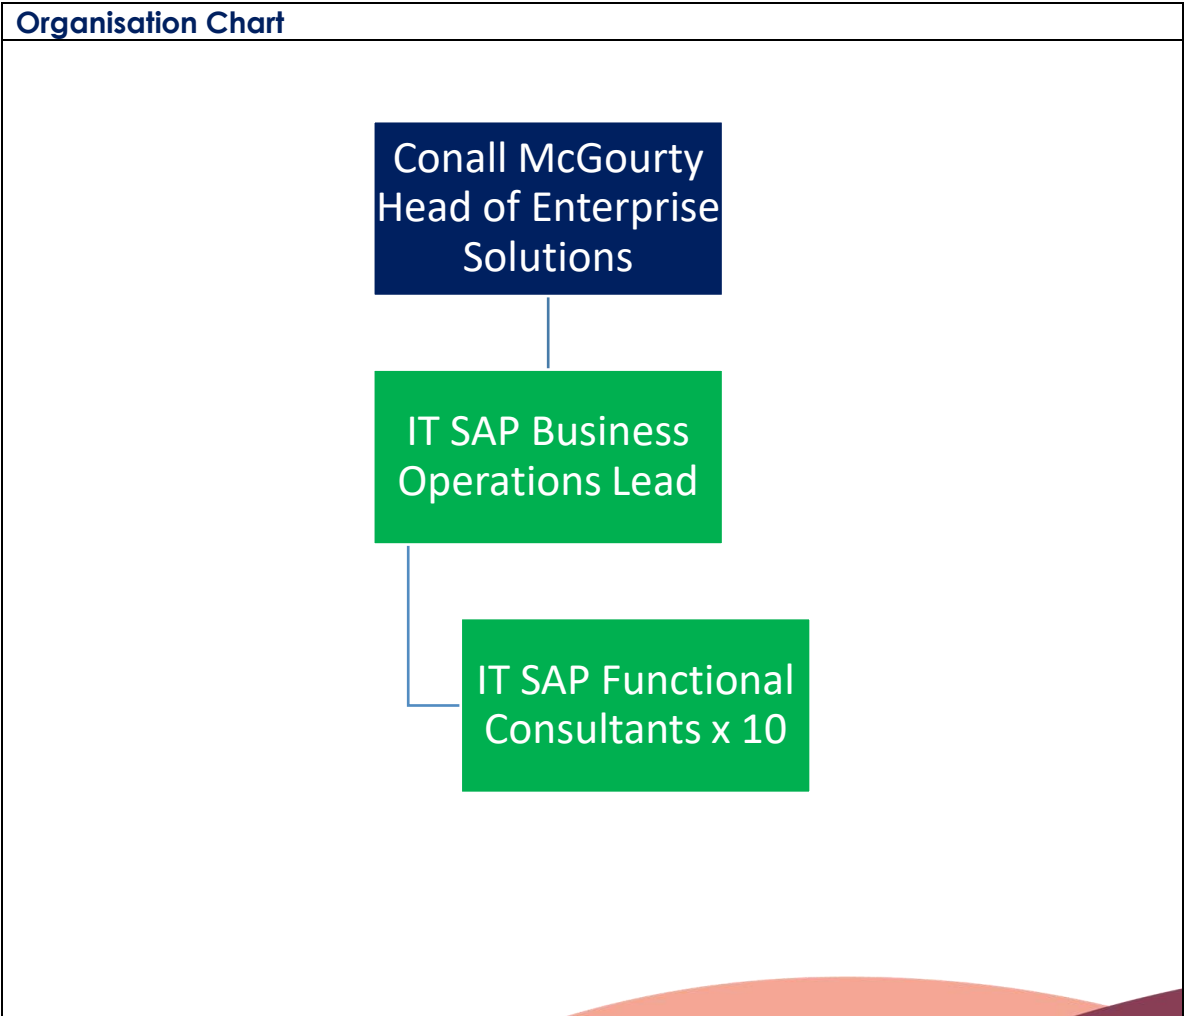 Organisation Chart
Conall McGourty
Head of Enterprise
Solutions
IT SAP Business
Operations Lead
IT SAP Functional
Consultants x 10